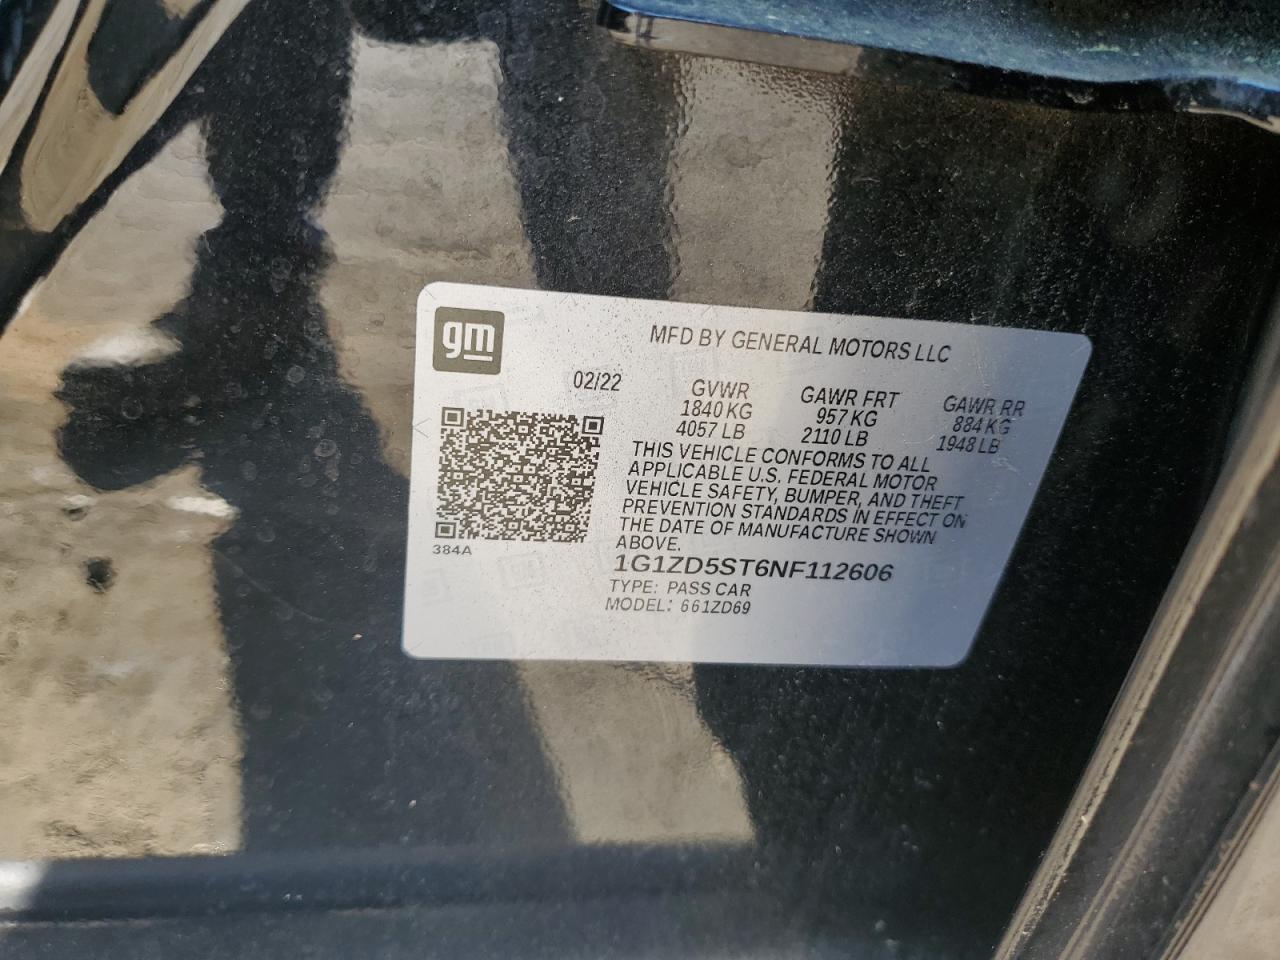 gm
MFD BY GENERAL MOTORS LLC
02/22
GVWR
1840 KG
4057 LB
GAWR FRT
957 KG
2110 LB
GAWR RR
884 KG
1948 LB
THIS VEHICLE CONFORMS TO ALL
APPLICABLE U.S. FEDERAL MOTOR
VEHICLE SAFETY, BUMPER, AND THEFT
PREVENTION STANDARDS IN EFFECT ON
THE DATE OF MANUFACTURE SHOWN
ABOVE.
384A
1G1ZD5ST6NF112606
TYPE: PASS CAR
MODEL: 661ZD69